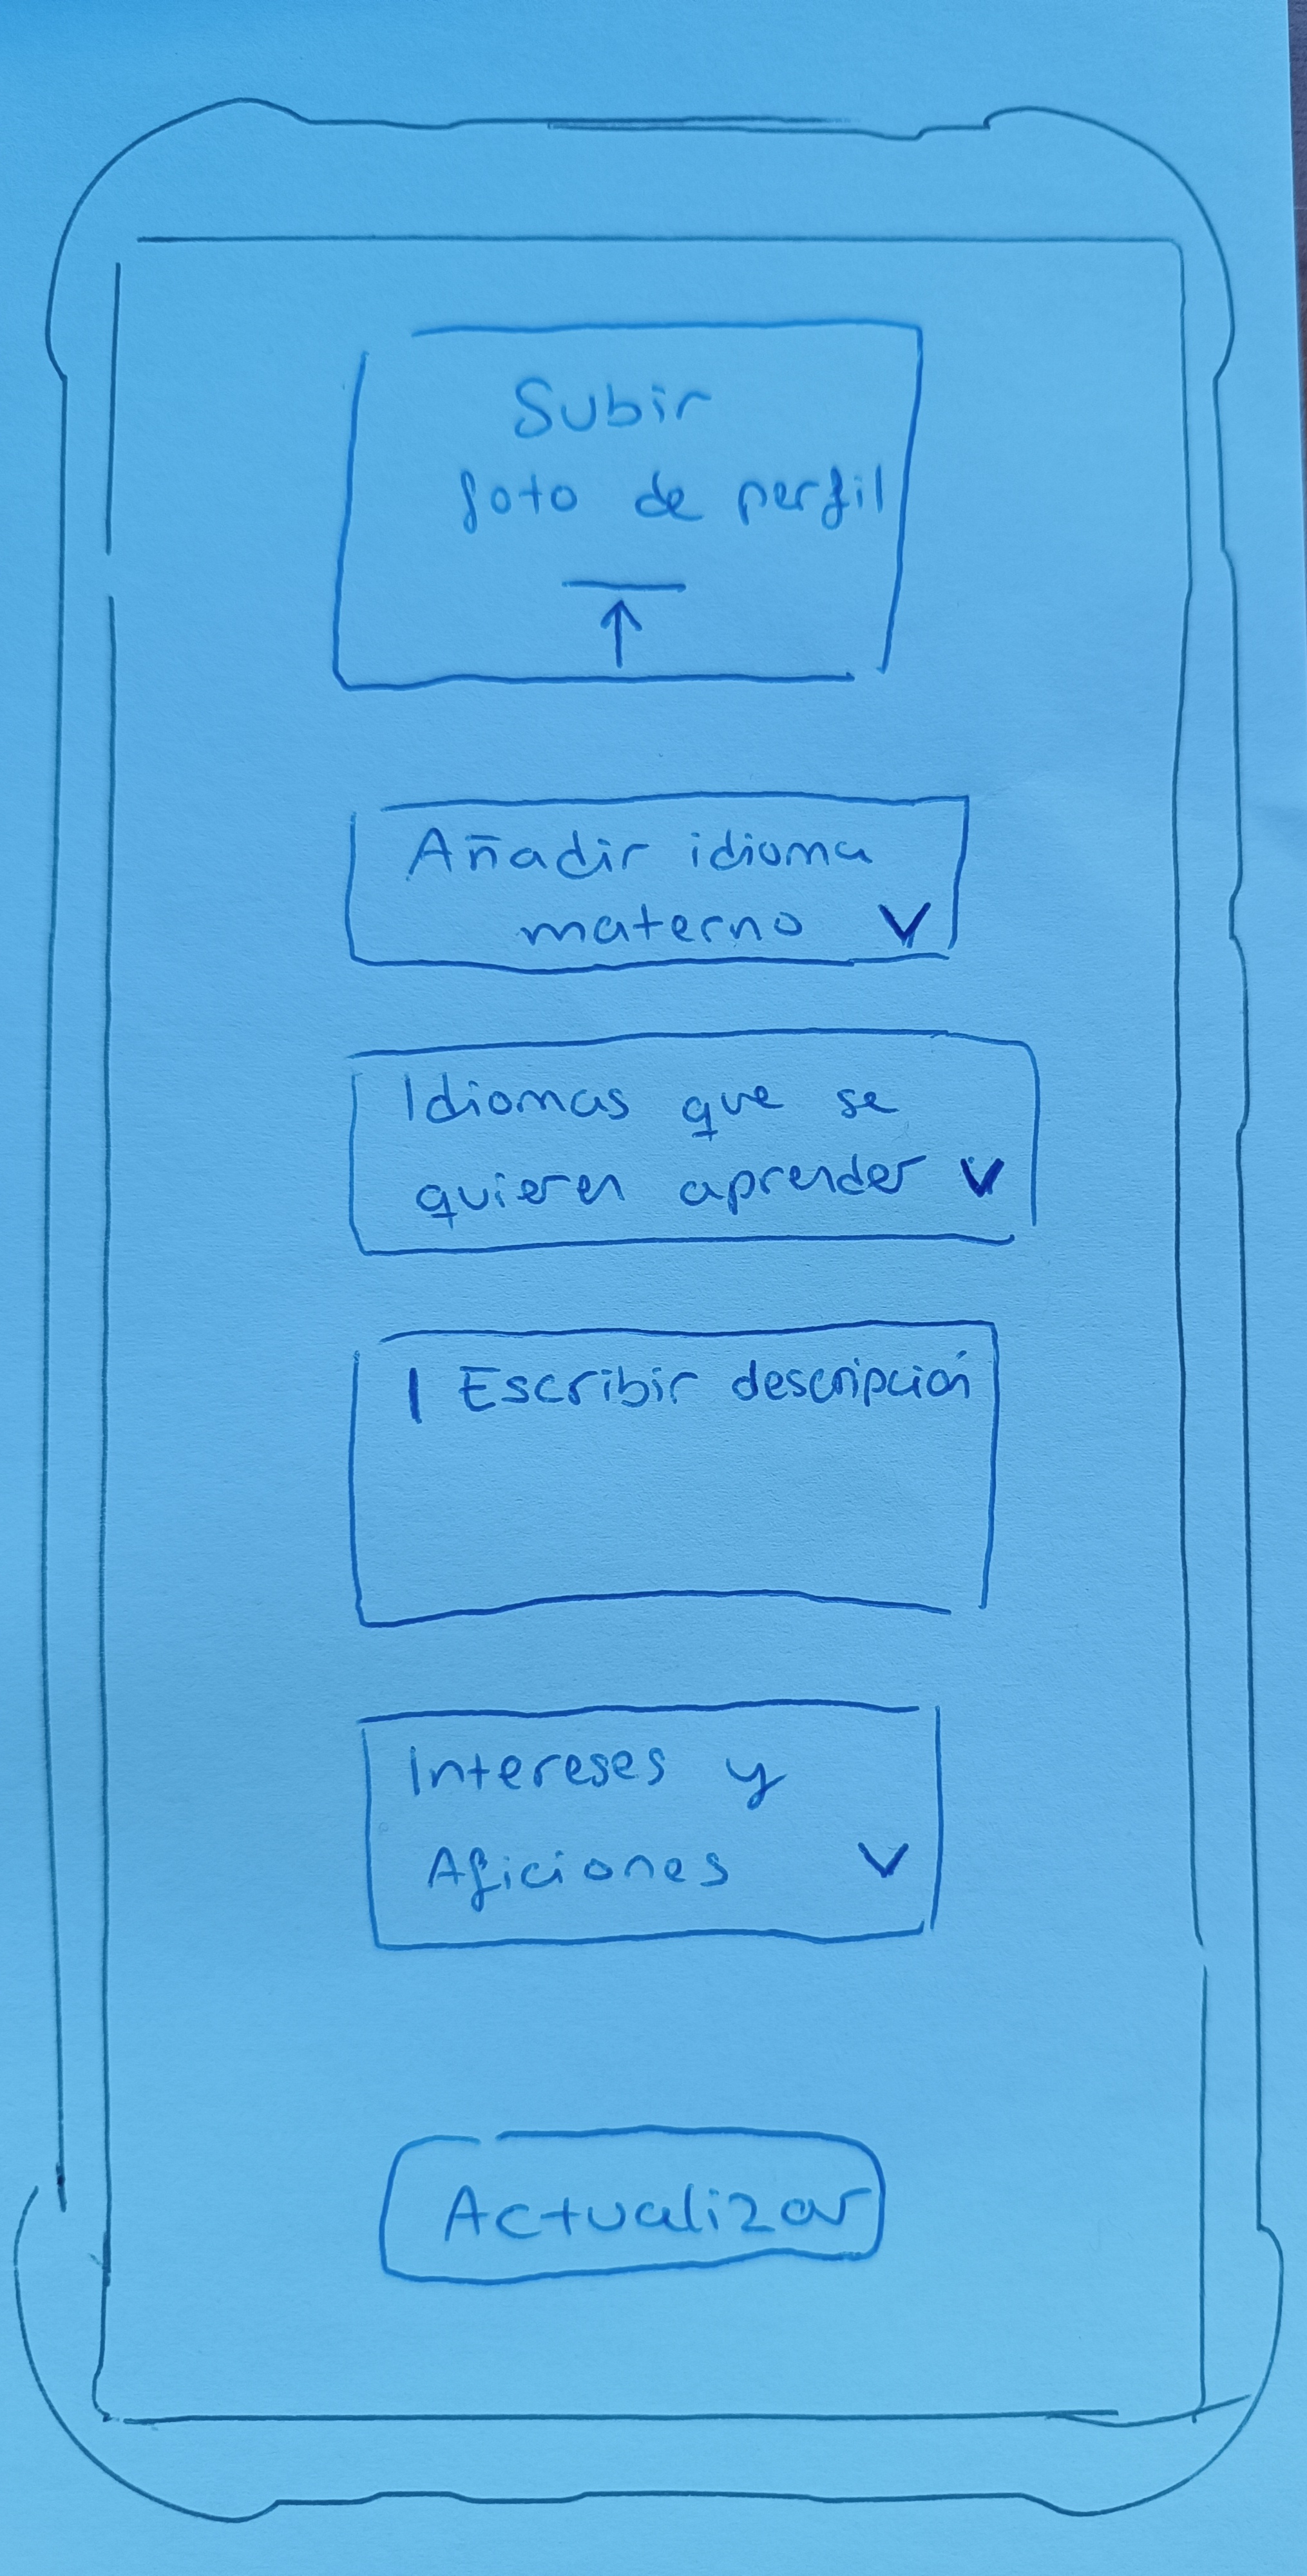 Subir
foto de perfil
Añadir idioma
materno
Idiomas que se
quieren aprender
Escribir descripción
Intereses y
Aficiones
Actualizar